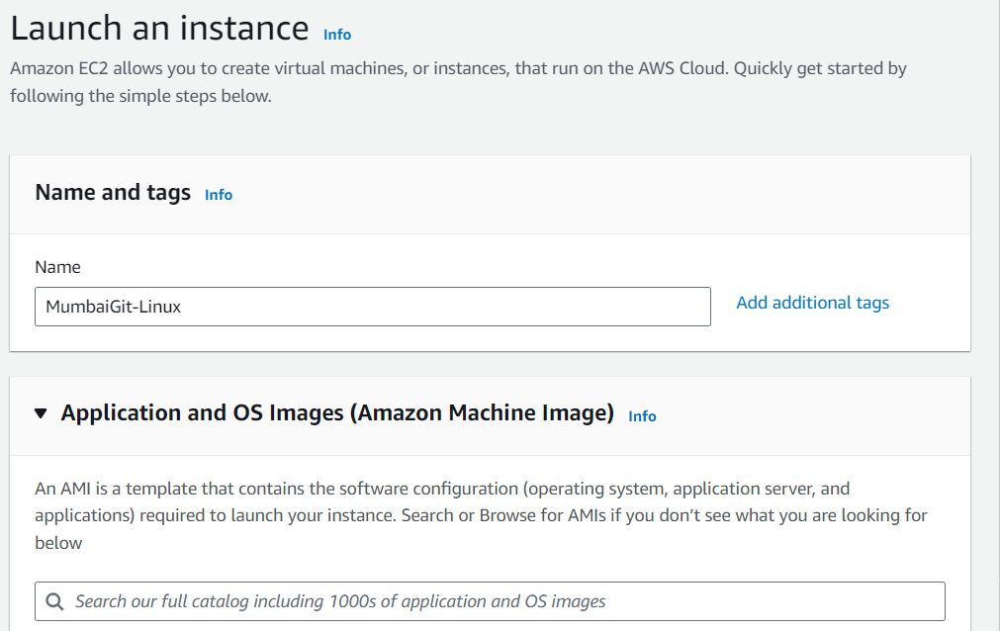 Launch an instance Info
Amazon EC2 allows you to create virtual machines, or instances, that run on the AWS Cloud. Quickly get started by
following the simple steps below.
Name and tags Info
Name
MumbaiGit-Linux
Add additional tags
Application and OS Images (Amazon Machine Image) Info
An AMI is a template that contains the software configuration (operating system, application server, and
applications) required to launch your instance. Search or Browse for AMIs if you don’t see what you are looking for
below
Search our full catalog including 1000s of application and OS images